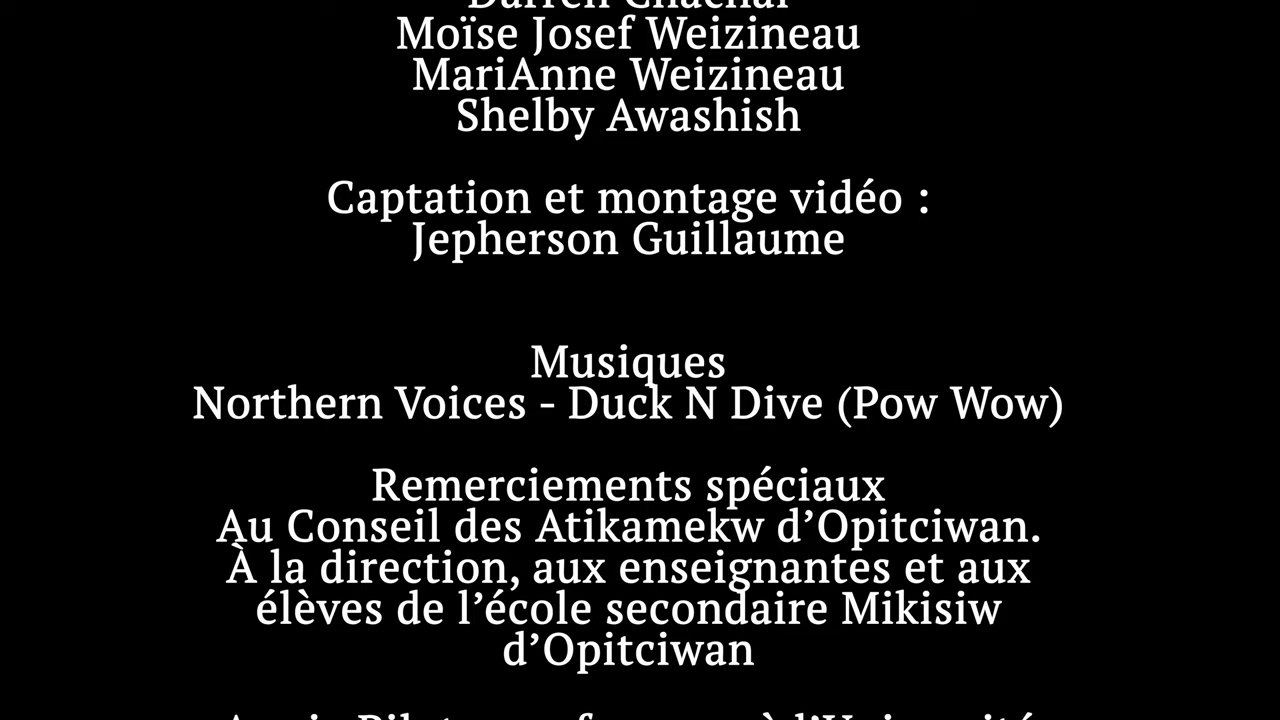 Moïse Josef Weizineau
MariAnne Weizineau
Shelby Awashish
Captation et montage vidéo :
Jepherson Guillaume
Musiques
Northern Voices - Duck N Dive (Pow Wow)
Remerciements spéciaux
Au Conseil des Atikamekw d’Opitciwan.
À la direction, aux enseignantes et aux
élèves de l’école secondaire Mikisiw
d’Opitciwan